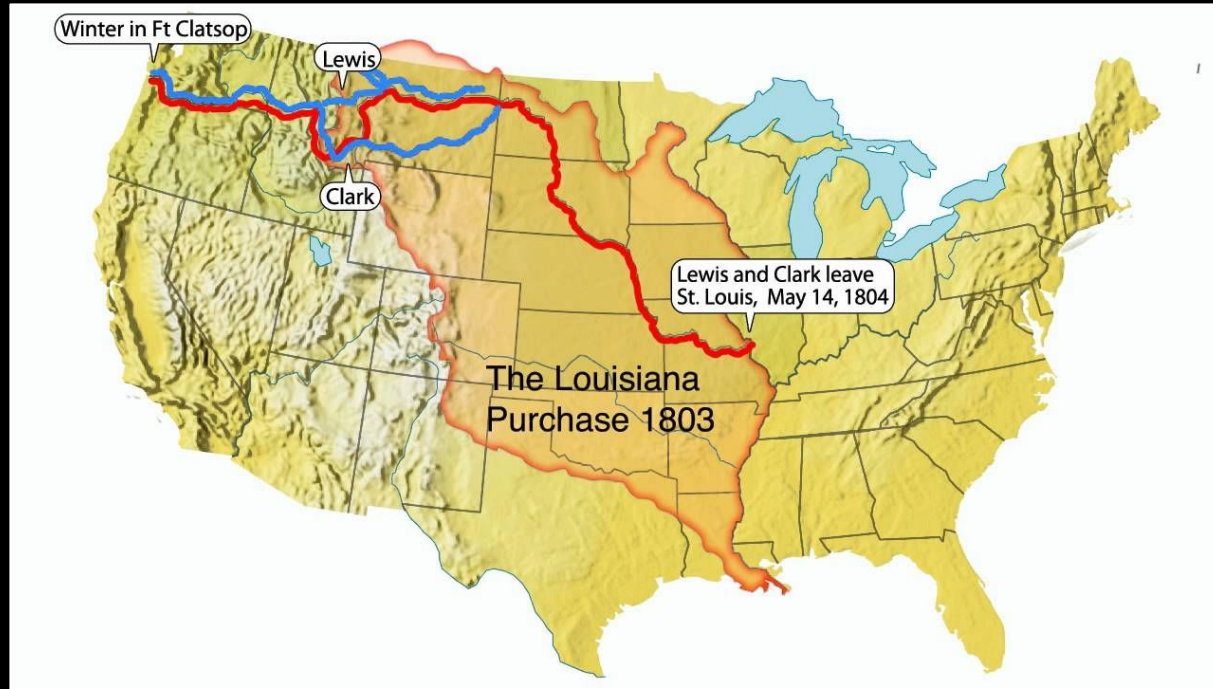 Winter in Ft Clatsop
Lewis
Clark
Lewis and Clark leave
St. Louis, May 14, 1804
The Louisiana
Purchase 1803